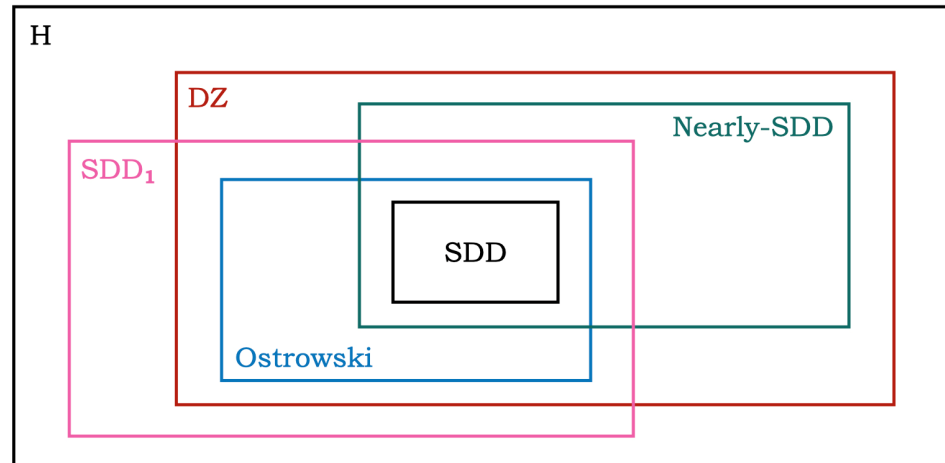 H
DZ
Nearly-SDD
SDD₁
SDD
Ostrowski